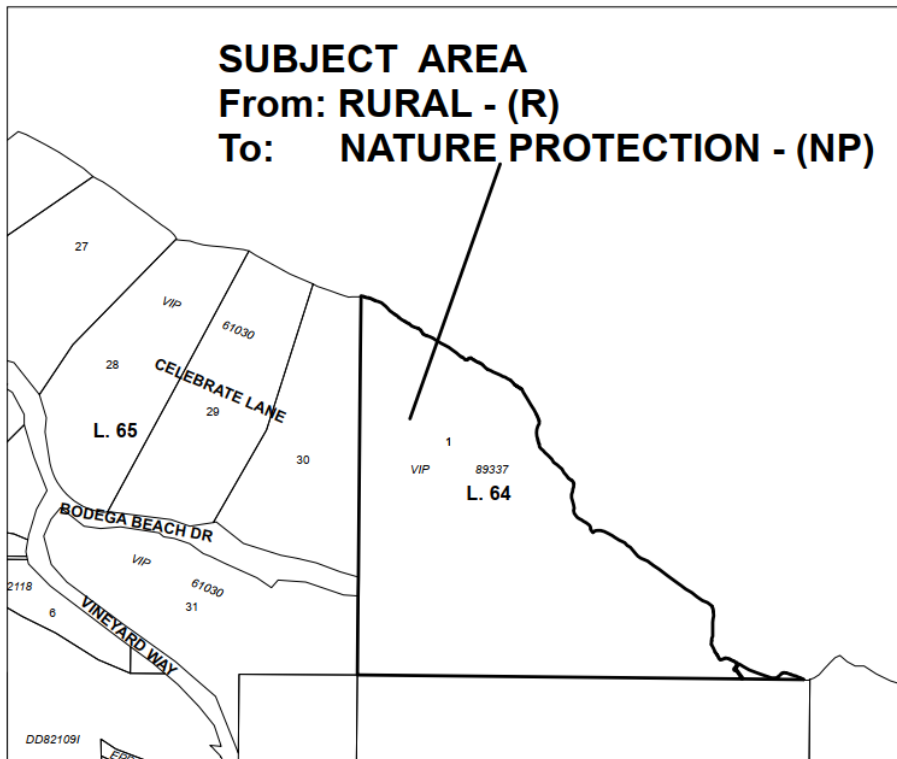 SUBJECT AREA
From: RURAL - (R)
To: NATURE PROTECTION - (NP)
27
VIP
61030
28
CELEBRATE LANE
29
L. 65
30
1
VIP 89337
L. 64
BODEGA BEACH DR
VIP
61030
31
2118
6
VINEYARD WAY
DD82109I